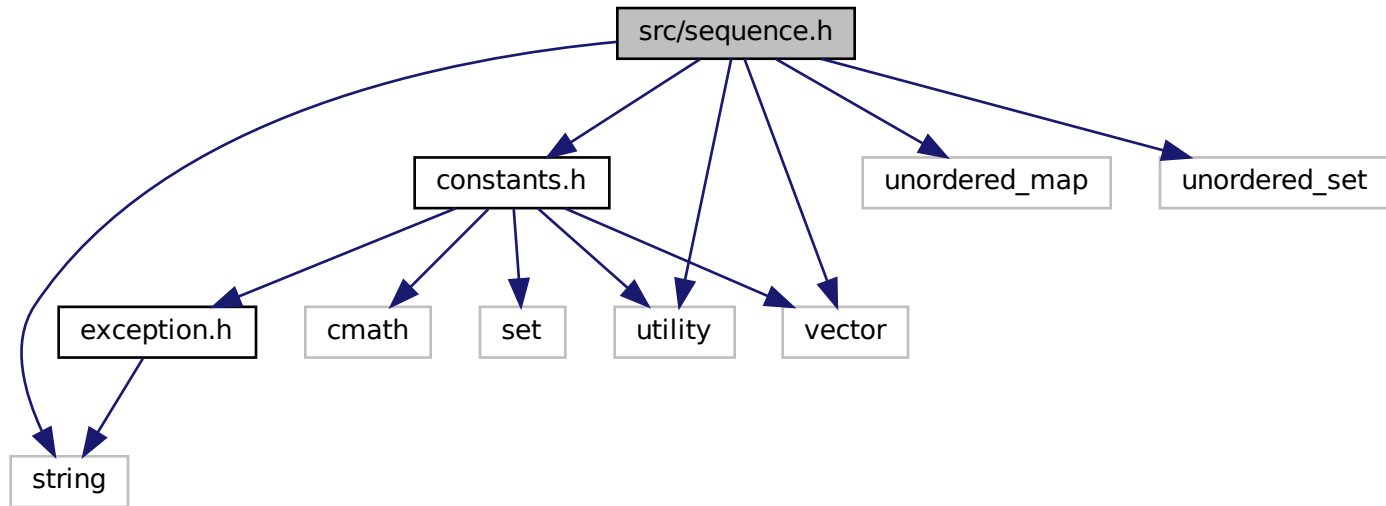 src/sequence.h
constants.h
unordered_map
unordered_set
exception.h
cmath
set
utility
vector
string